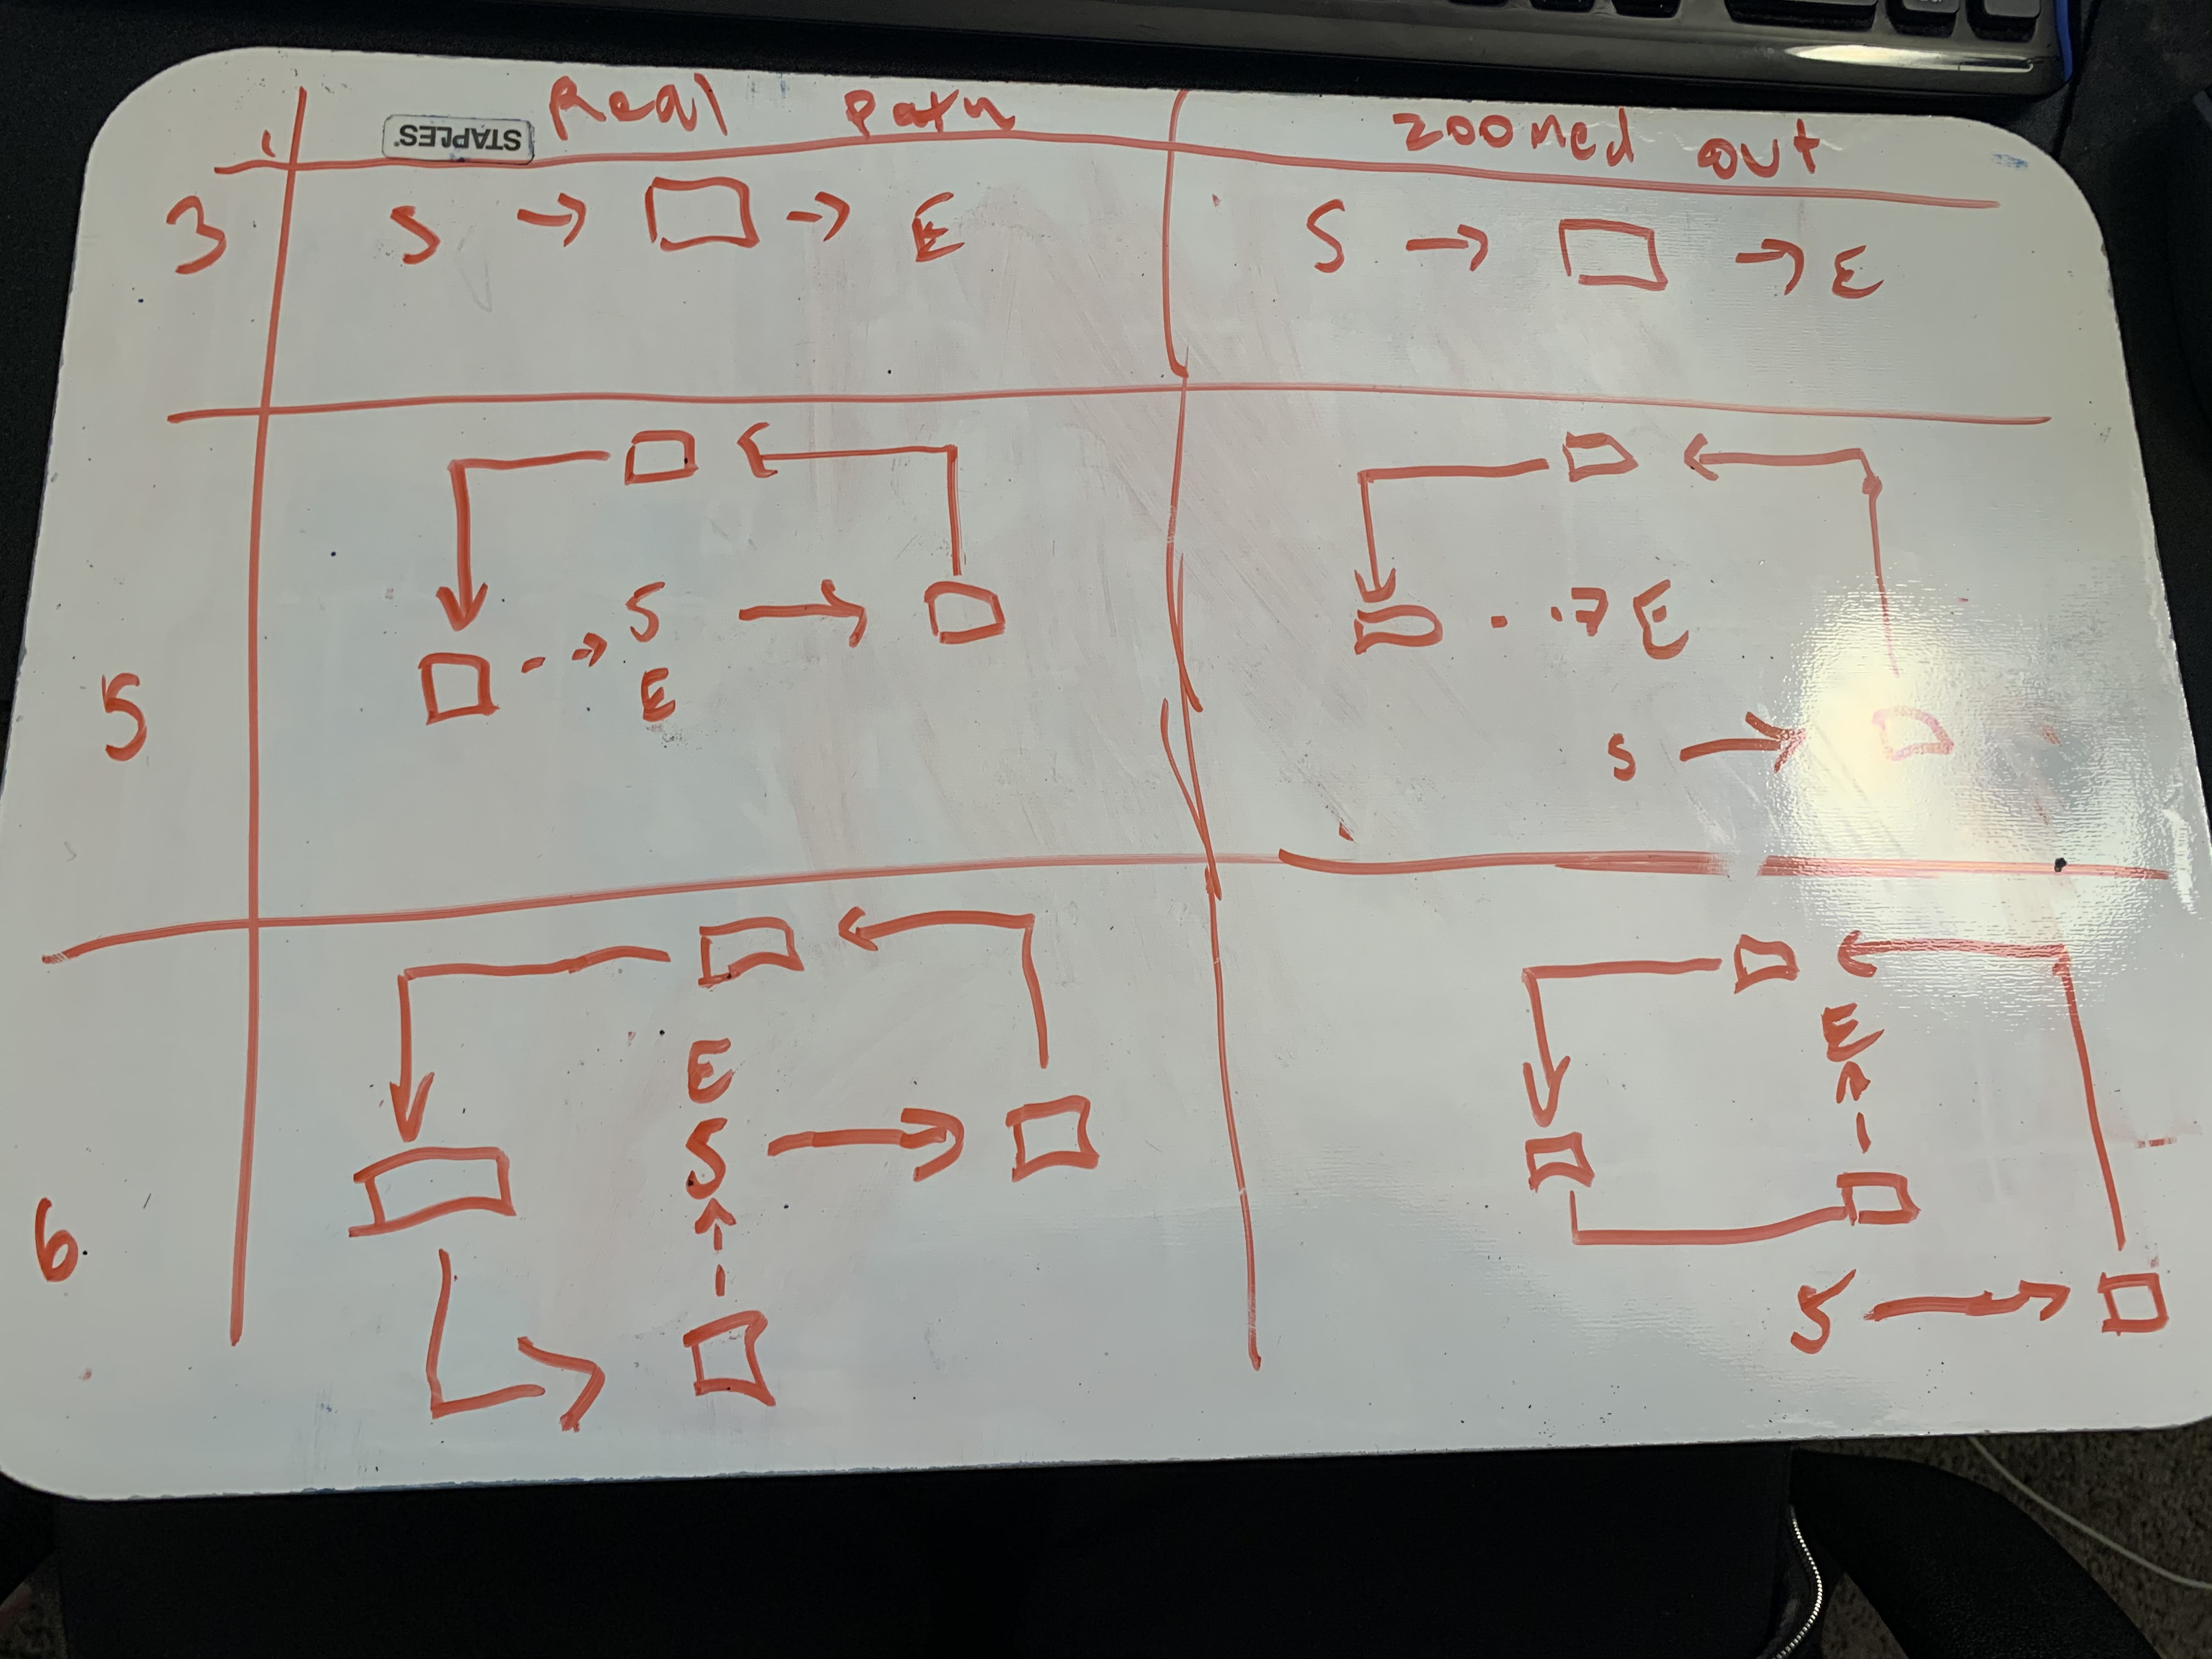 Real Path zoomed out
STAPLES
3 S → □ → E S → □ → E
5
S
E
E
S
6
E
S
E
S